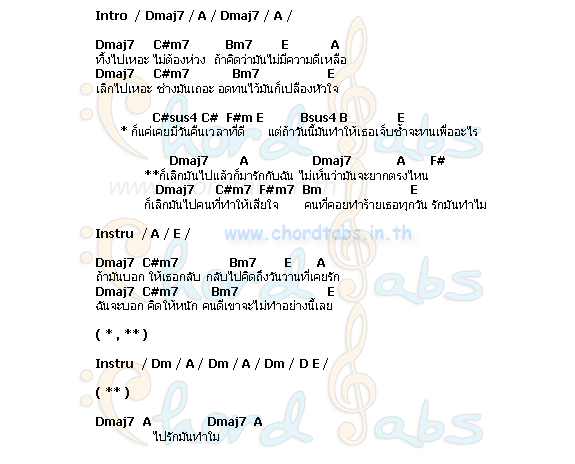 Intro / Dmaj7 / A / Dmaj7 / A /
Dmaj7 C#m7 Bm7 E A
ทิ้งไปเหอะ ไม่ต้องห่วง ถ้าคิดว่ามันไม่มีความดีเหลือ
Dmaj7 C#m7 Bm7 E
เลิกไปเหอะ ช่างมันเถอะ อดทนไว้มันก็เปลืองหัวใจ
C#sus4 C# F#m E Bsus4 B E
* ก็แค่เคยมีวันคืนเวลาที่ดี แต่ถ้าวันนี้มันทำให้เธอเจ็บช้ำจะทนเพื่ออะไร
Dmaj7 A Dmaj7 A F#
**ก็เลิกมันไปแล้วก็มารักกับฉัน ไม่เห็นว่ามันจะยากตรงไหน
Dmaj7 C#m7 F#m7 Bm E
ก็เลิกมันไปคนที่ทำให้เสียใจ คนที่คอยทำร้ายเธอทุกวัน รักมันทำไม
Instru / A / E /
www.chordtabs.in.th
Dmaj7 C#m7 Bm7 E A
ถ้ามันบอก ให้เธอกลับ กลับไปคิดถึงวันวานที่เคยรัก
Dmaj7 C#m7 Bm7 E
ฉันจะบอก คิดให้หนัก คนดีเขาจะไม่ทำอย่างนี้เลย
( * , ** )
Instru / Dm / A / Dm / A / Dm / D E /
( ** )
Dmaj7 A Dmaj7 A
ไปรักมันทำไม